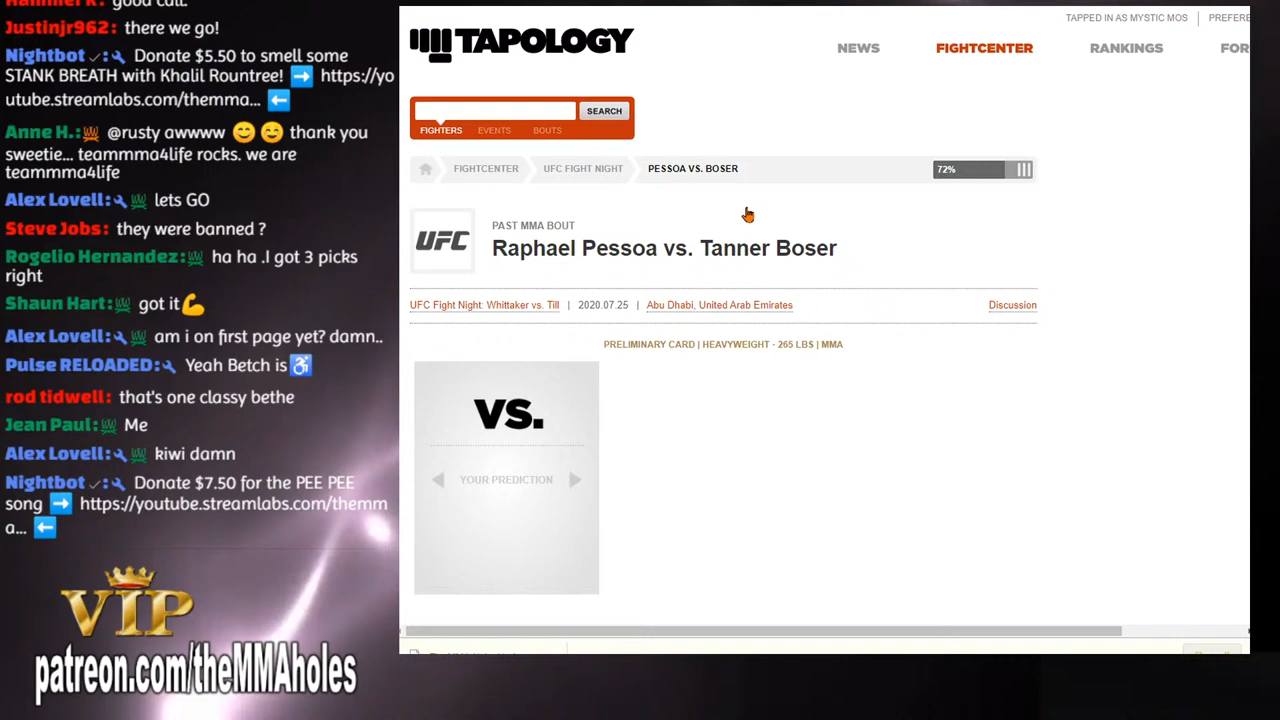 Hammer K: good call.
Justinjr962: there we go!
Nightbot: Donate $5.50 to smell some
STANK BREATH with Khalil Rountree! ➡ https://yo
utube.streamlabs.com/themma... ⬅
Anne H.: @rusty awwww 😊😊 thank you
sweetie... teammma4life rocks. we are
teammma4life
Alex Lovell: lets GO
Steve Jobs: they were banned ?
Rogelio Hernandez: ha ha .I got 3 picks
right
Shaun Hart: got it💪
Alex Lovell: am i on first page yet? damn..
Pulse RELOADED: Yeah Betch is♿
rod tidwell: that's one classy bethe
Jean Paul: Me
Alex Lovell: kiwi damn
Nightbot: Donate $7.50 for the PEE PEE
song ➡ https://youtube.streamlabs.com/themm
a... ⬅
VIP
patreon.com/theMMAholes
TAPPED IN AS MYSTIC MOS | PREFERE
TAPOLOGY
NEWS FIGHTCENTER RANKINGS FOR
SEARCH
FIGHTERS EVENTS BOUTS
FIGHTCENTER UFC FIGHT NIGHT PESSOA VS. BOSER 72%
UFC
PAST MMA BOUT
Raphael Pessoa vs. Tanner Boser
UFC Fight Night: Whittaker vs. Till | 2020.07.25 | Abu Dhabi, United Arab Emirates Discussion
PRELIMINARY CARD | HEAVYWEIGHT - 265 LBS | MMA
VS.
YOUR PREDICTION